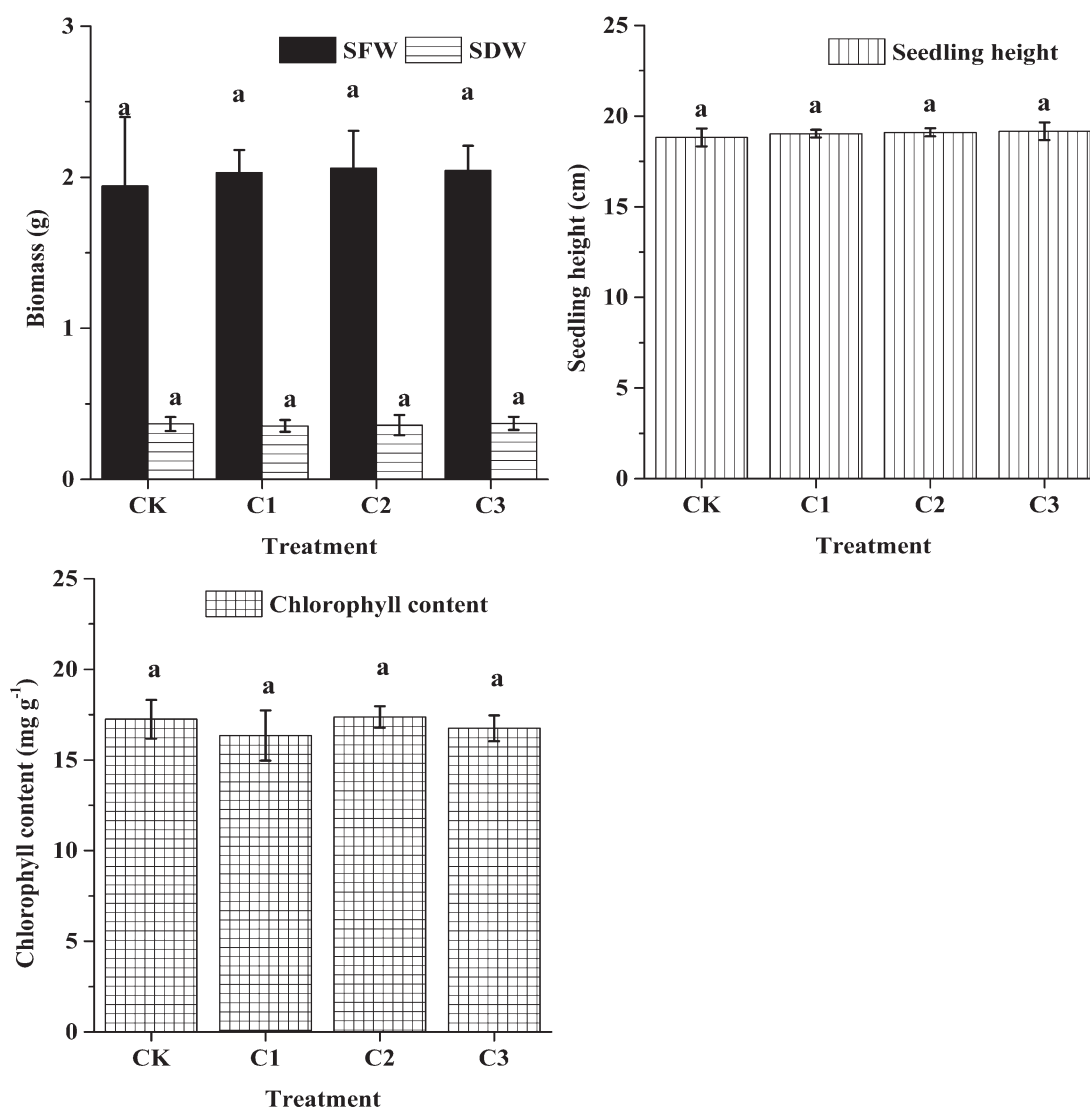 3
2
1
0
Biomass (g)
SFW SDW
a a a a
a a a a
CK C1 C2 C3
Treatment
25
20
15
10
5
0
Seedling height (cm)
Seedling height
a a a a
CK C1 C2 C3
Treatment
25
20
15
10
5
0
Chlorophyll content (mg g-1)
Chlorophyll content
a a a a
CK C1 C2 C3
Treatment